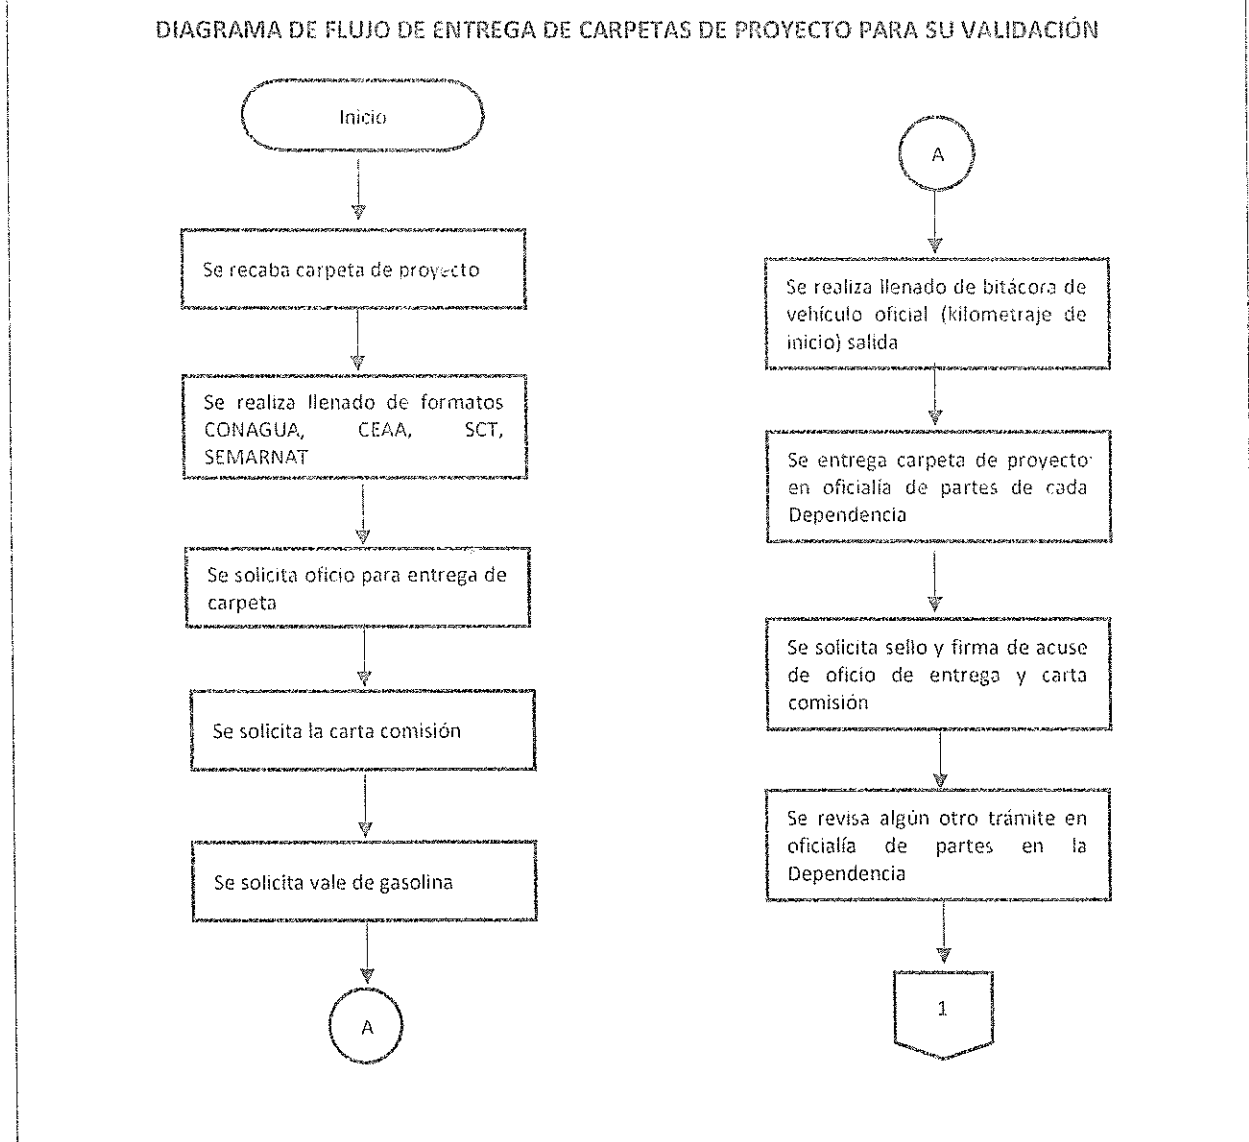 DIAGRAMA DE FLUJO DE ENTREGA DE CARPETAS DE PROYECTO PARA SU VALIDACIÓN
Inicio
Se recaba carpeta de proyecto
Se realiza llenado de formatos
CONAGUA, CEAA, SCT,
SEMARNAT
Se solicita oficio para entrega de
carpeta
Se solicita la carta comisión
Se solicita vale de gasolina
A
A
Se realiza llenado de bitácora de
vehículo oficial (kilometraje de
inicio) salida
Se entrega carpeta de proyecto
en oficialía de partes de cada
Dependencia
Se solicita sello y firma de acuse
de oficio de entrega y carta
comisión
Se revisa algún otro trámite en
oficialía de partes en la
Dependencia
1